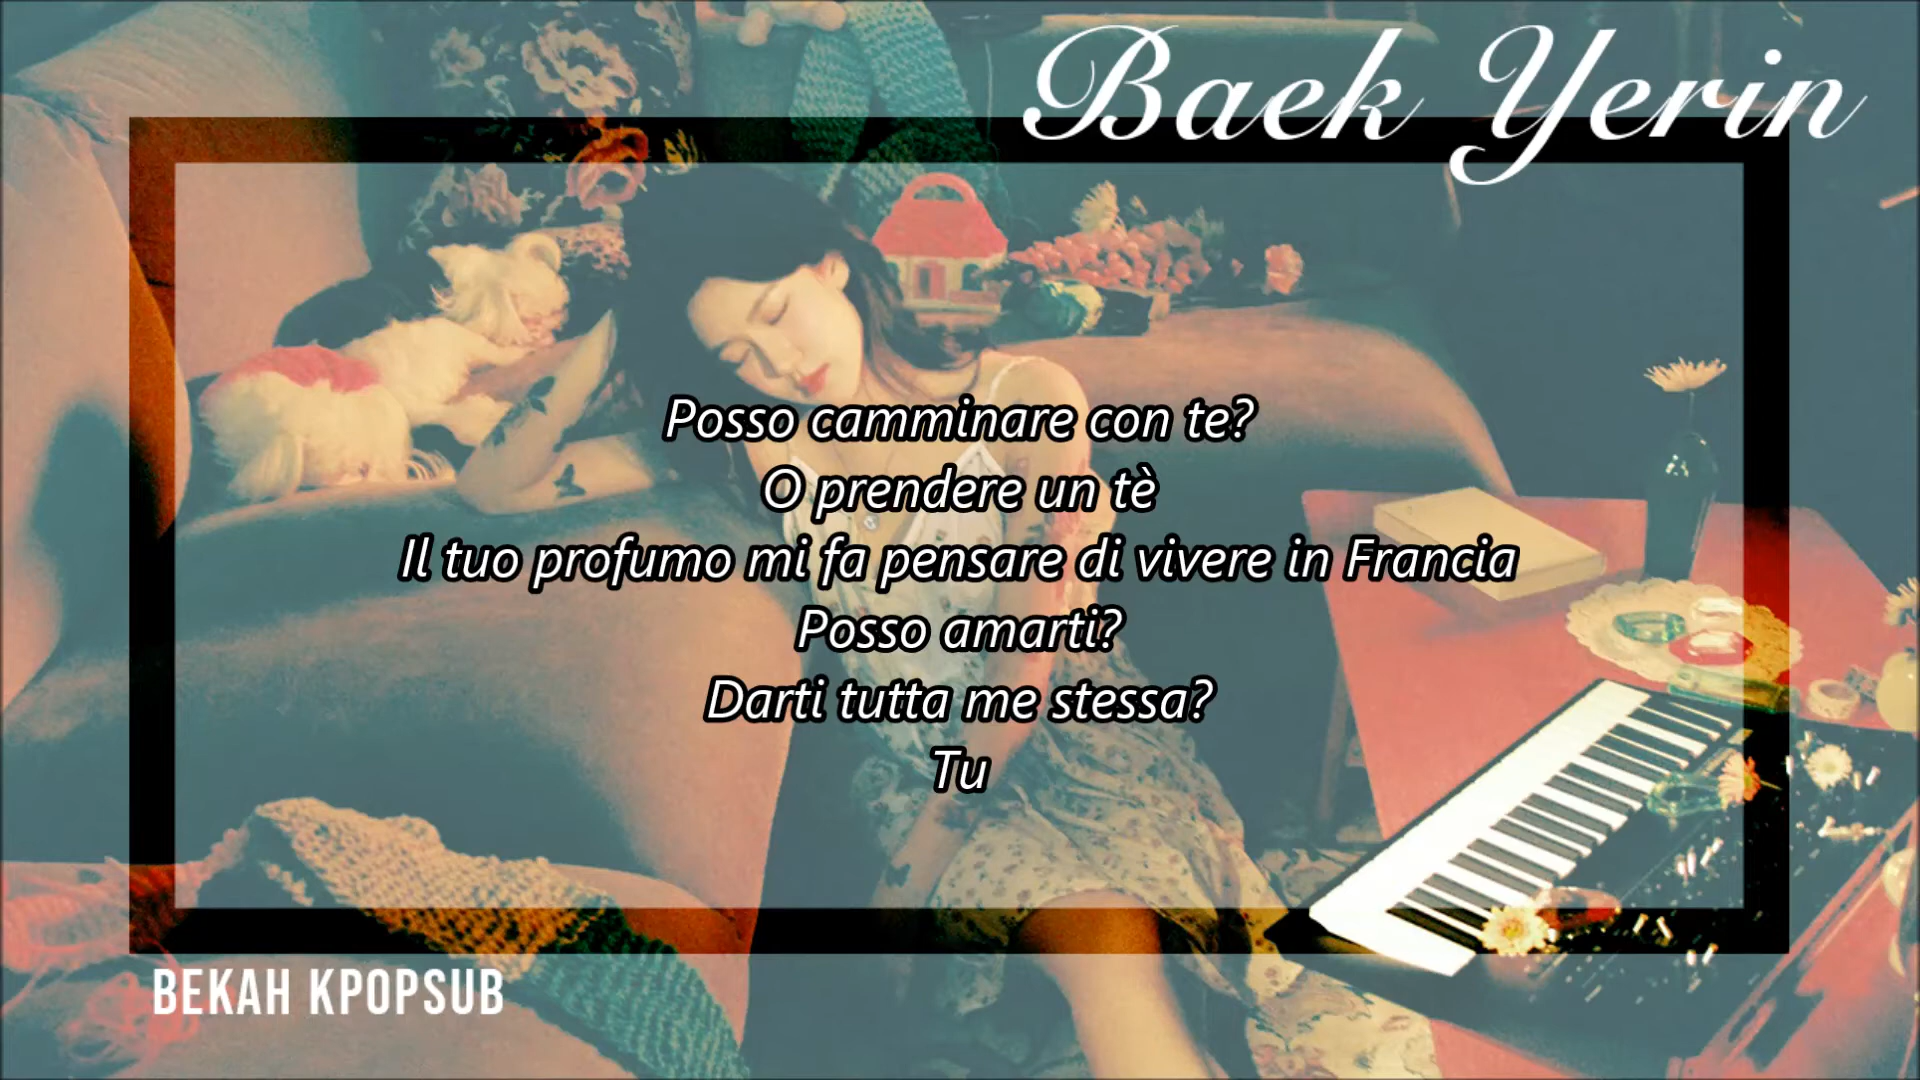 Baek Yerin
Posso camminare con te?
O prendere un tè
Il tuo profumo mi fa pensare di vivere in Francia
Posso amarti?
Darti tutta me stessa?
Tu
BEKAH KPOPSUB